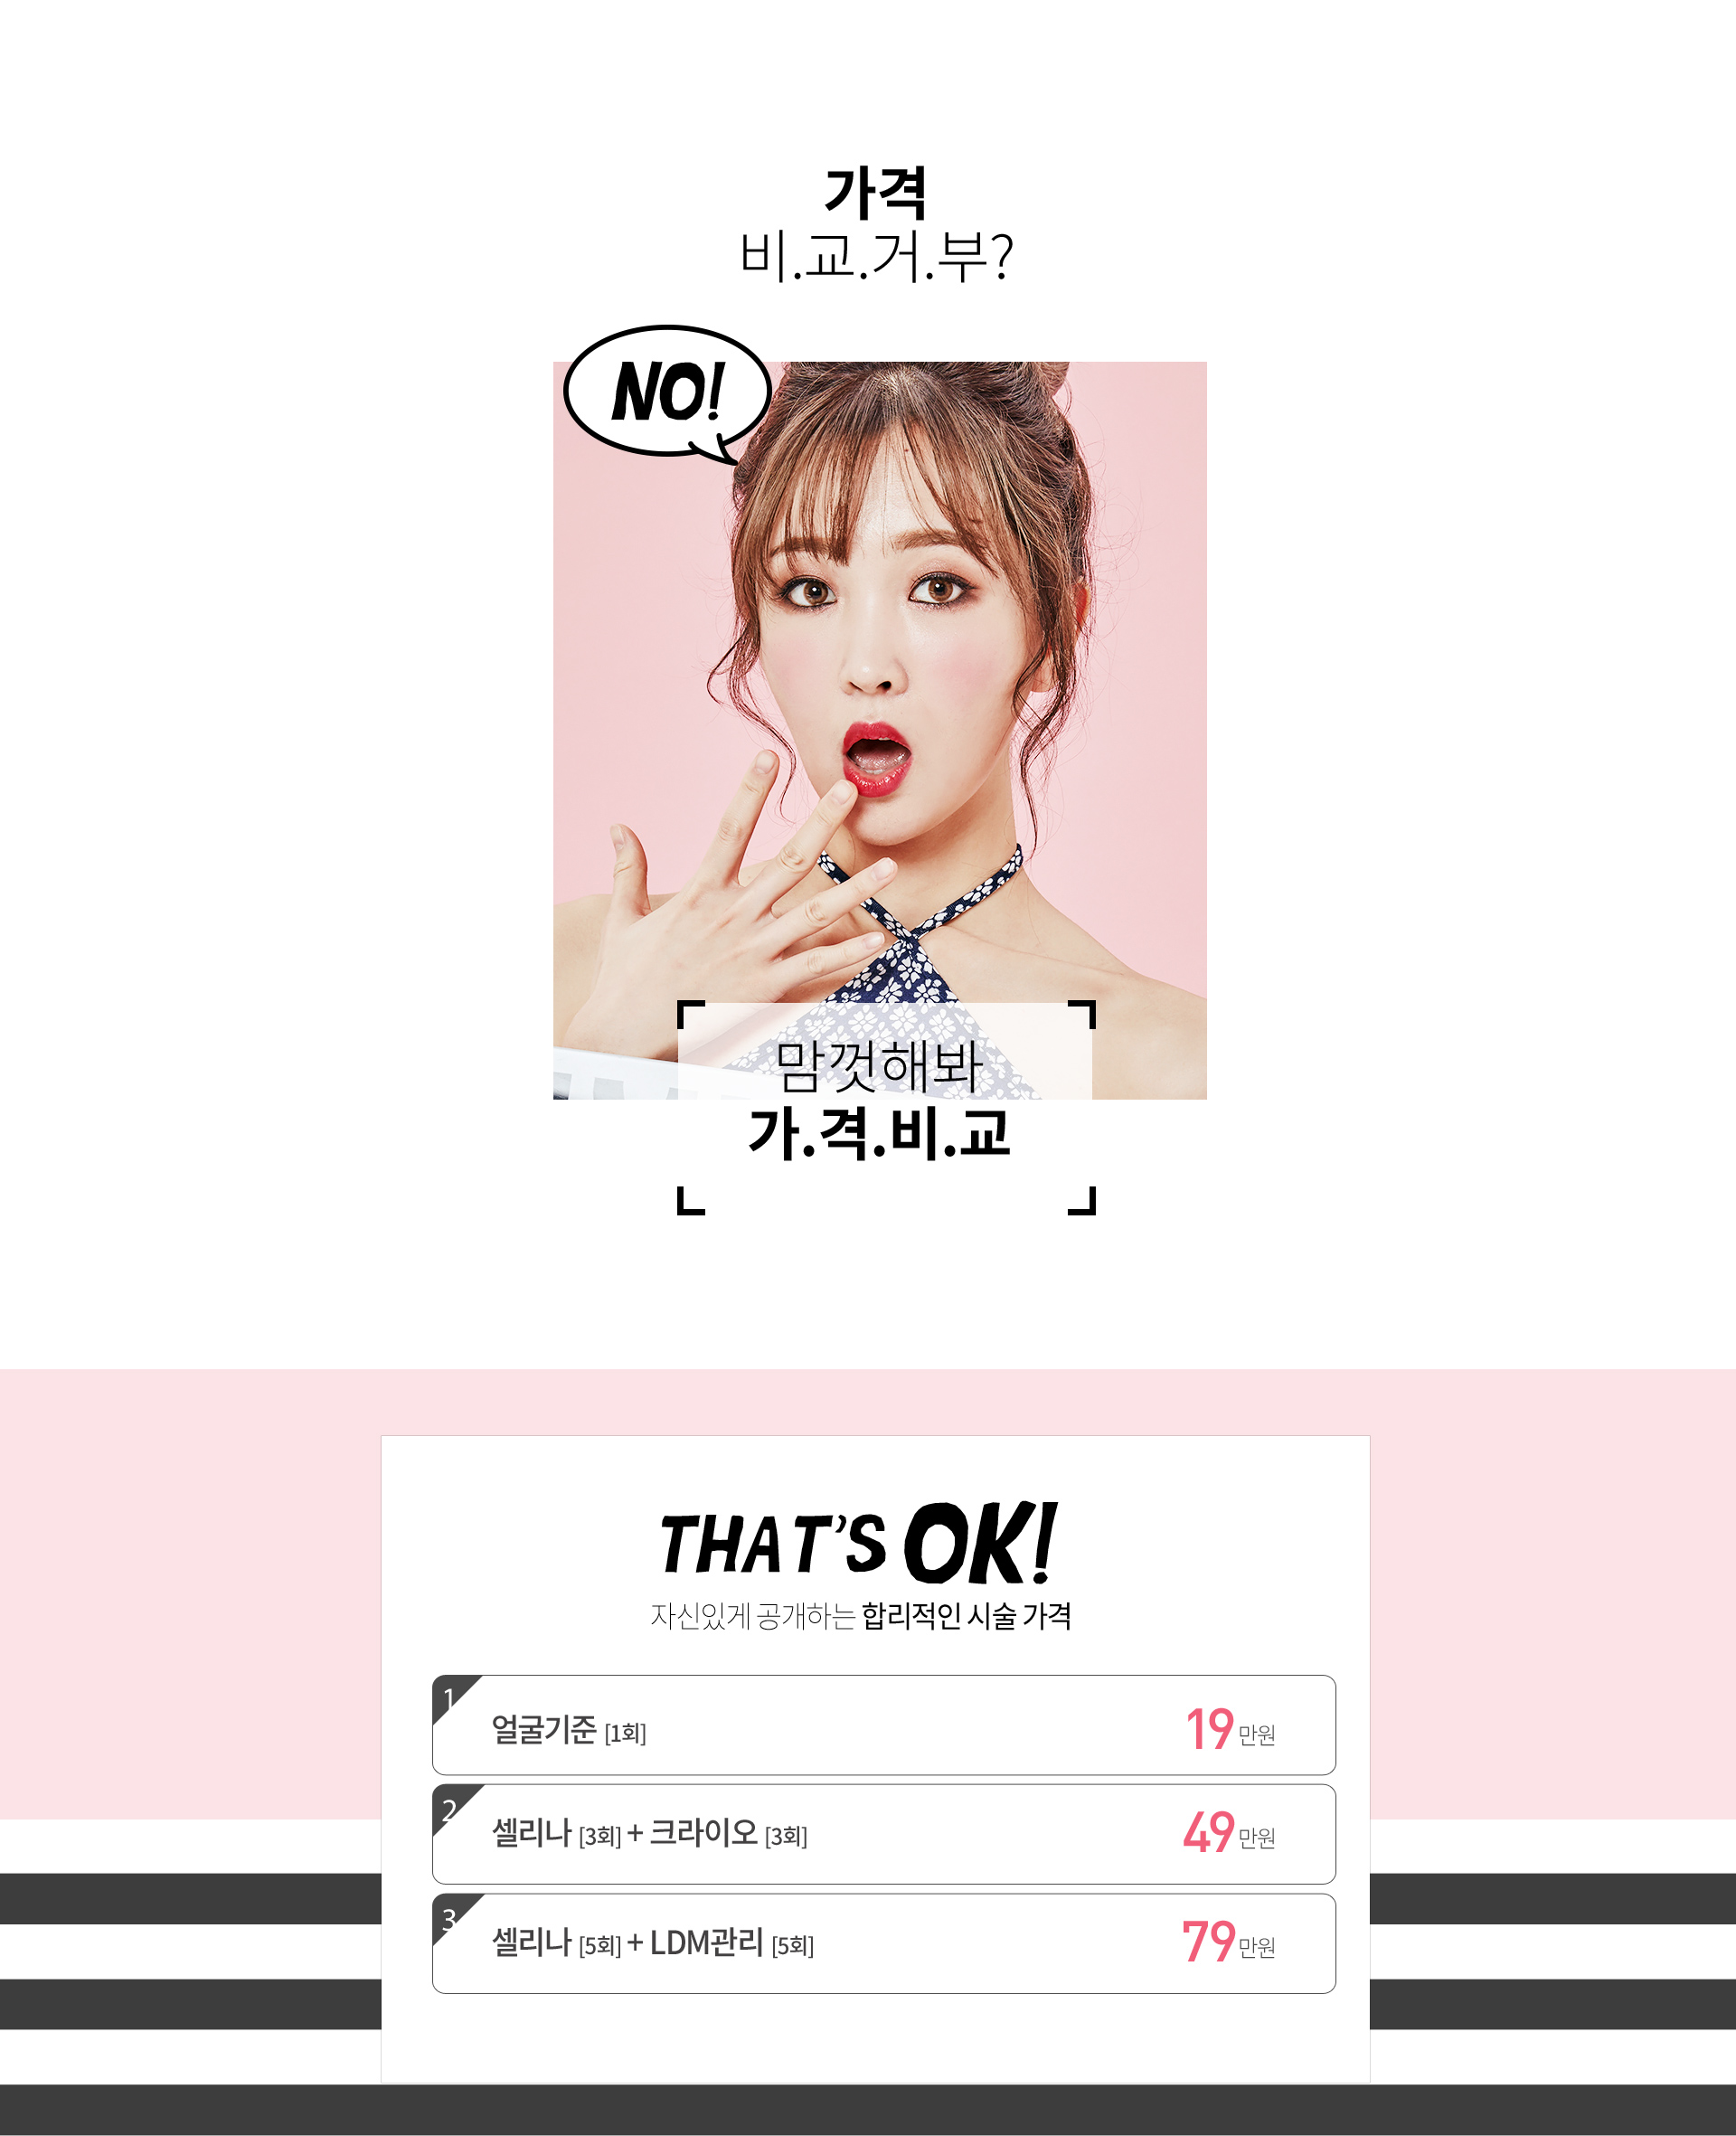 가격
비.교.거.부?
NO!
맘껏해봐
가.격.비.교
THAT'S OK!
자신있게 공개하는 합리적인 시술 가격
1
얼굴기준 [1회] 19만원
2
셀리나 [3회] + 크라이오 [3회] 49만원
3
셀리나 [5회] + LDM관리 [5회] 79만원